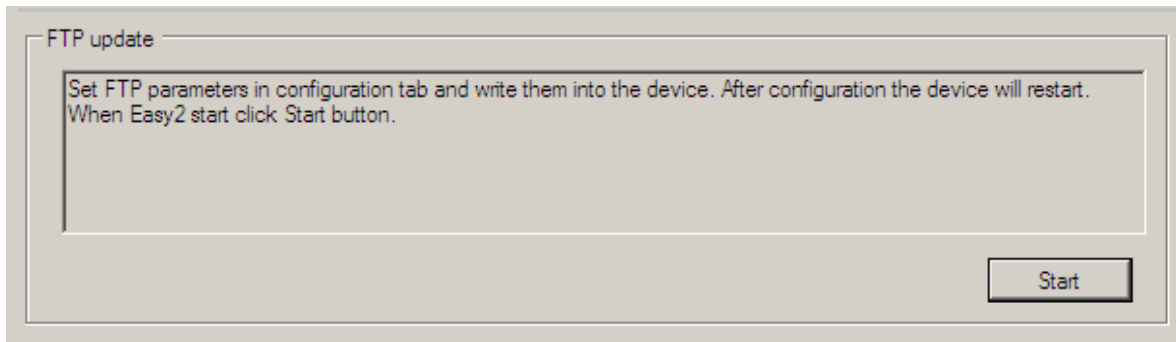 FTP update
Set FTP parameters in configuration tab and write them into the device. After configuration the device will restart.
When Easy2 start click Start button.
Start